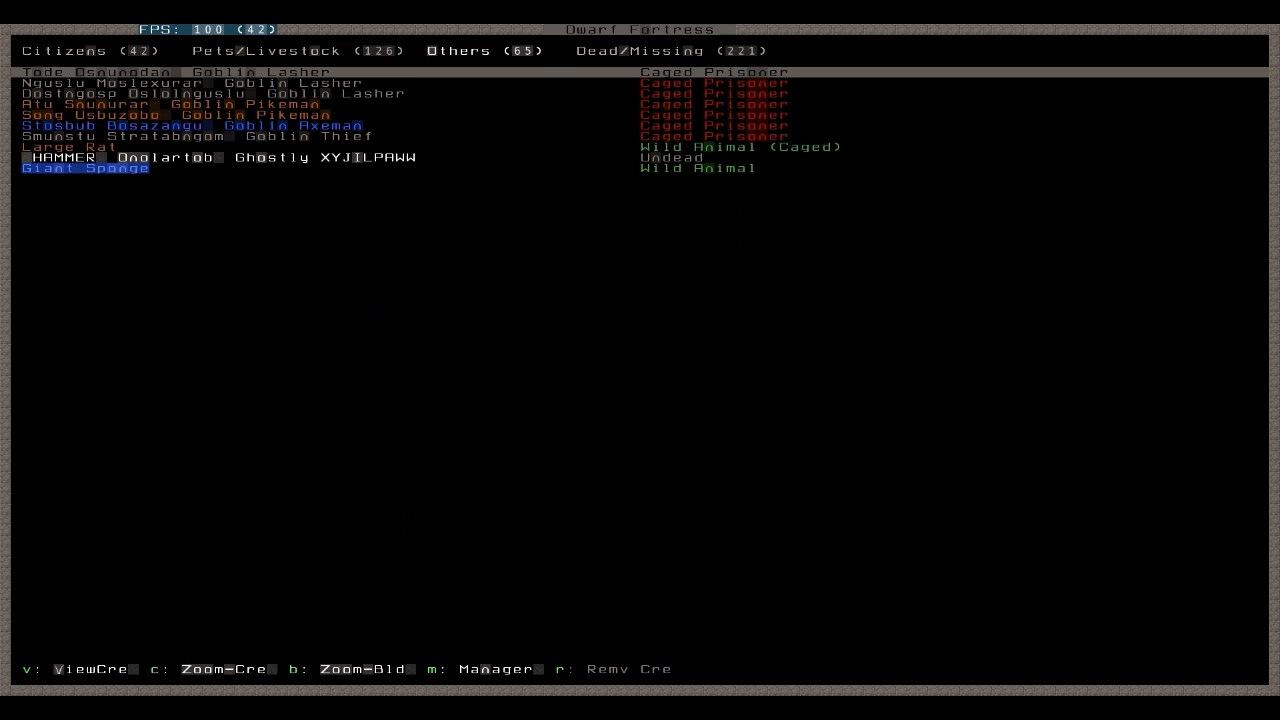 FPS: 100 (42) Dwarf Fortress
Citizens (42) Pets/Livestock (126) Others (65) Dead/Missing (221)
Tode Osnungdan Goblin Lasher Caged Prisoner
Nguslu Moslexurar Goblin Lasher Caged Prisoner
Dostngosp Oslolnguslu Goblin Lasher Caged Prisoner
Atu Snunurar Goblin Pikeman Caged Prisoner
Song Usbuzobo Goblin Pikeman Caged Prisoner
Stosbub Bosazangu Goblin Axeman Caged Prisoner
Smunstu Stratabngom Goblin Thief Caged Prisoner
Large Rat Wild Animal (Caged)
HAMMER Onolartob Ghostly XYJILPAWW Undead
Giant Sponge Wild Animal
v: ViewCre c: Zoom-Cre b: Zoom-Bld m: Manager r: Remv Cre